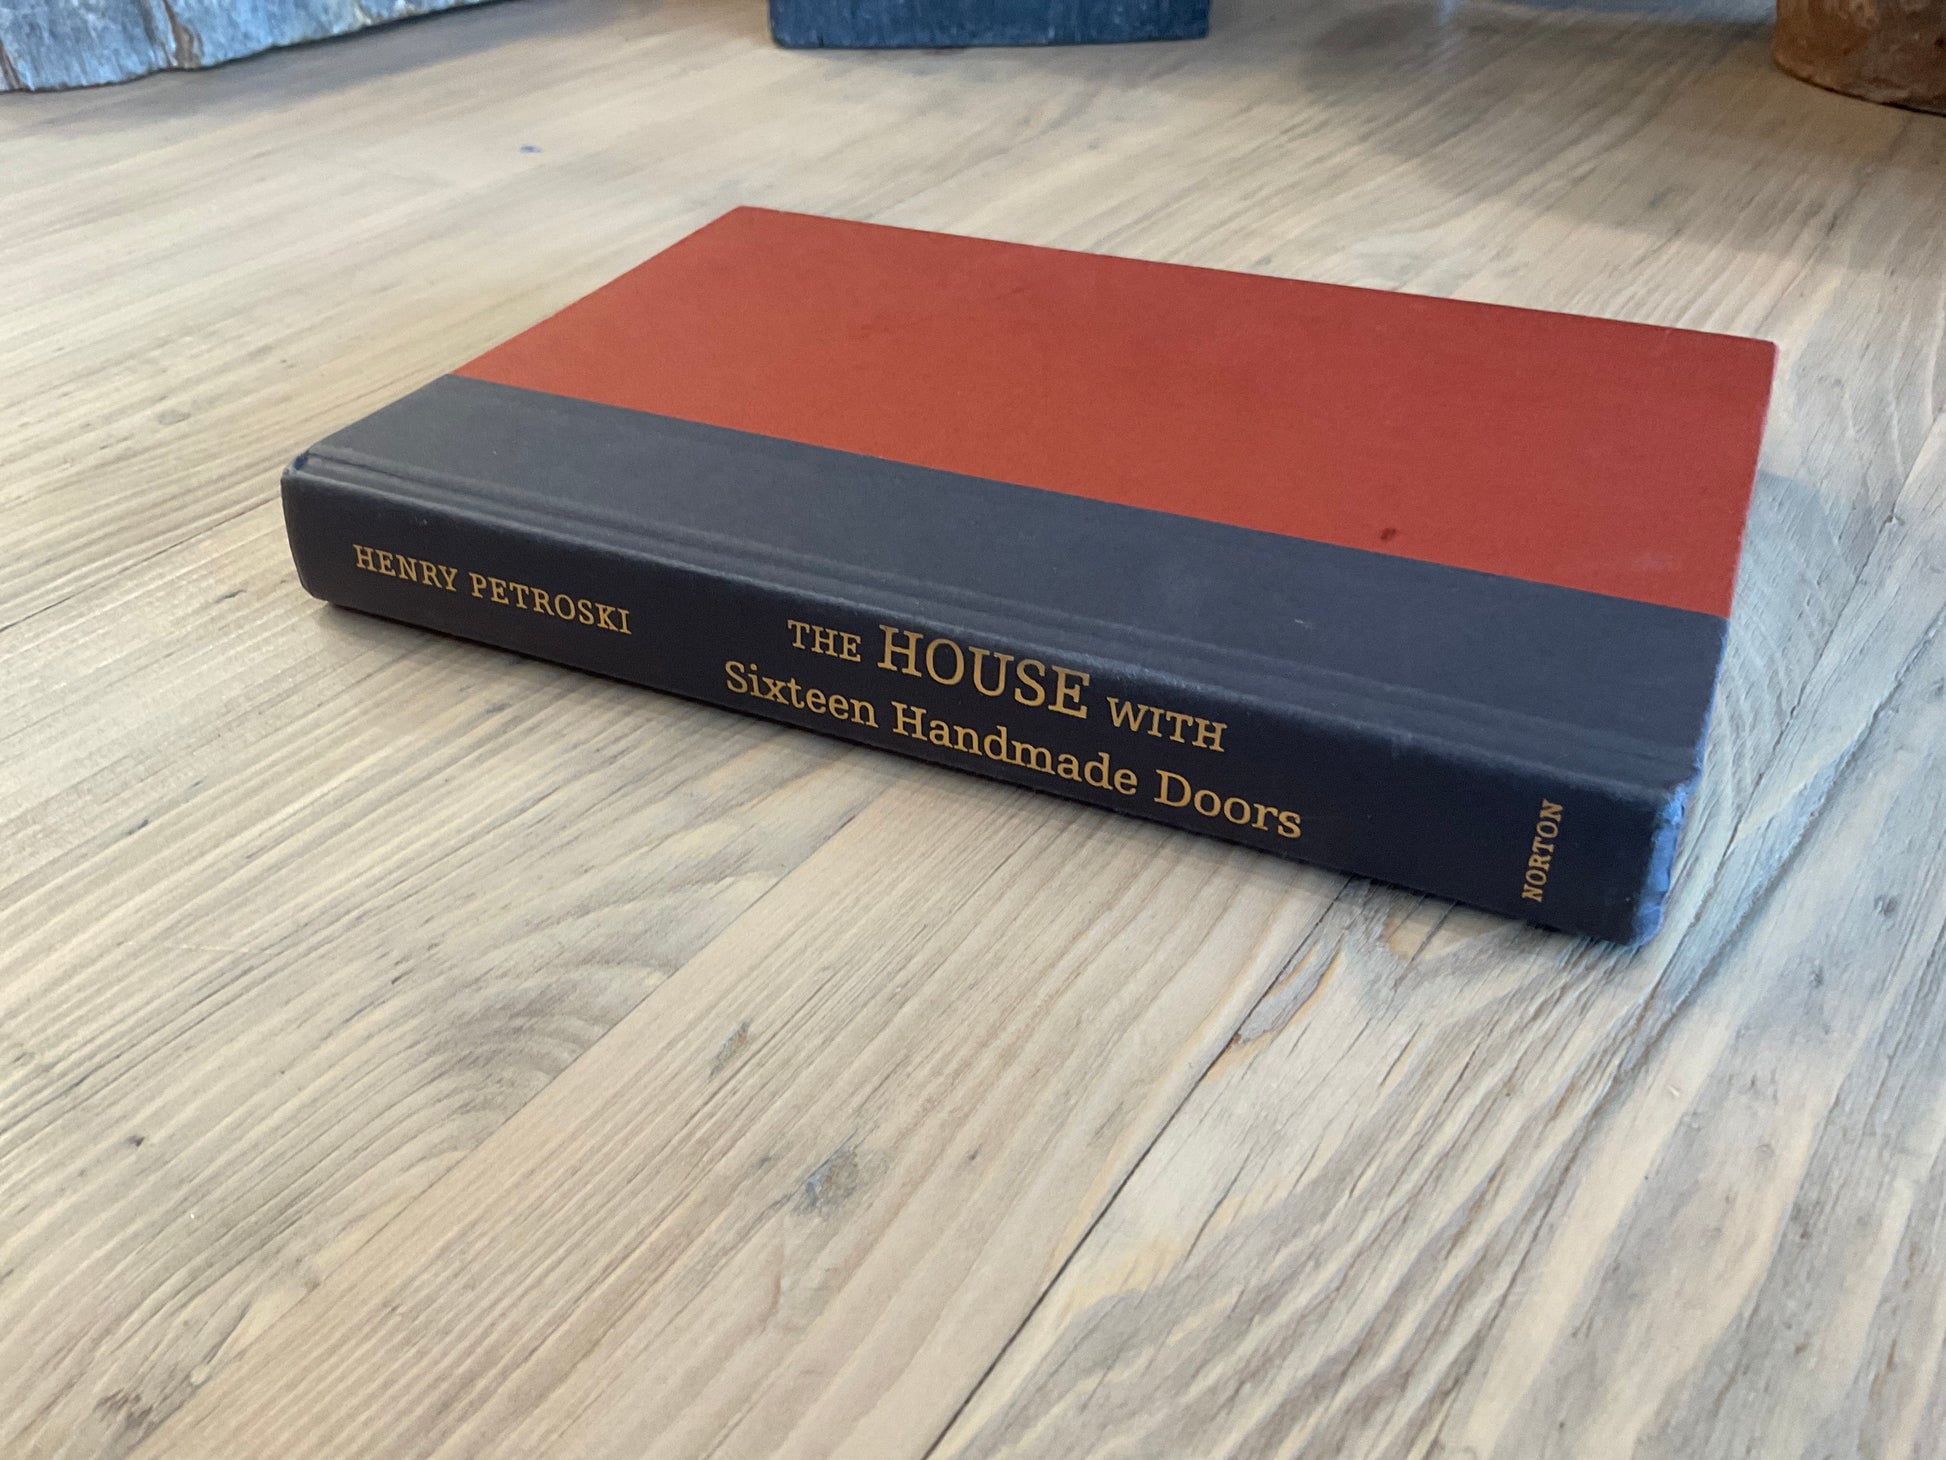 HENRY PETROSKI
THE HOUSE WITH
Sixteen Handmade Doors
NORTON